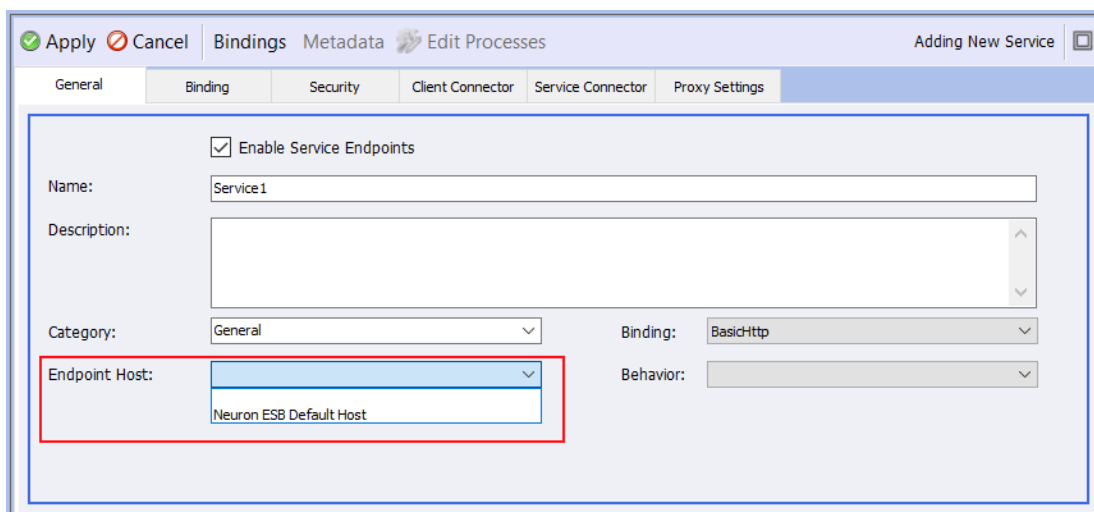 Apply Cancel Bindings Metadata Edit Processes Adding New Service
General Binding Security Client Connector Service Connector Proxy Settings
Enable Service Endpoints
Name: Service1
Description:
Category: General Binding: BasicHttp
Endpoint Host: Behavior:
Neuron ESB Default Host